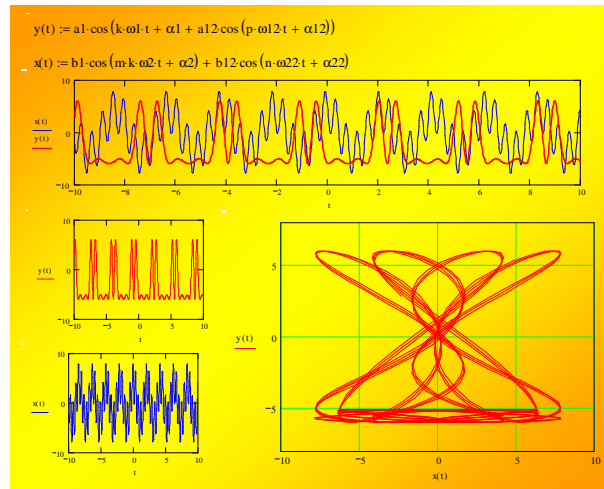 y(t) := a1·cos(k·ω1·t + α1 + a12·cos(p·ω12·t + α12))
x(t) := b1·cos(m·k·ω2·t + α2) + b12·cos(n·ω22·t + α22)
10
0
−10
x(t)
y(t)
−10 −8 −6 −4 −2 0 2 4 6 8 10
t
10
0
−10
y(t)
−10 −5 0 5 10
t
10
0
−10
x(t)
−10 −5 0 5 10
t
5
0
−5
y(t)
−10 −5 0 5 10
x(t)